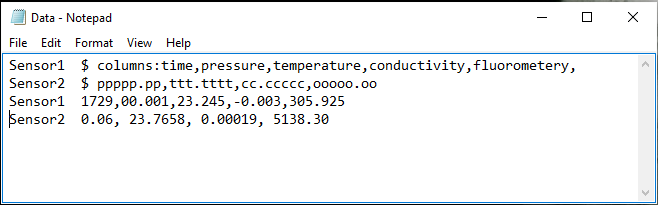 Data - Notepad
File Edit Format View Help
Sensor1 $ columns:time,pressure,temperature,conductivity,fluorometery,
Sensor2 $ ppppp.pp,ttt.tttt,cc.ccccc,ooooo.oo
Sensor1 1729,00.001,23.245,-0.003,305.925
Sensor2 0.06, 23.7658, 0.00019, 5138.30